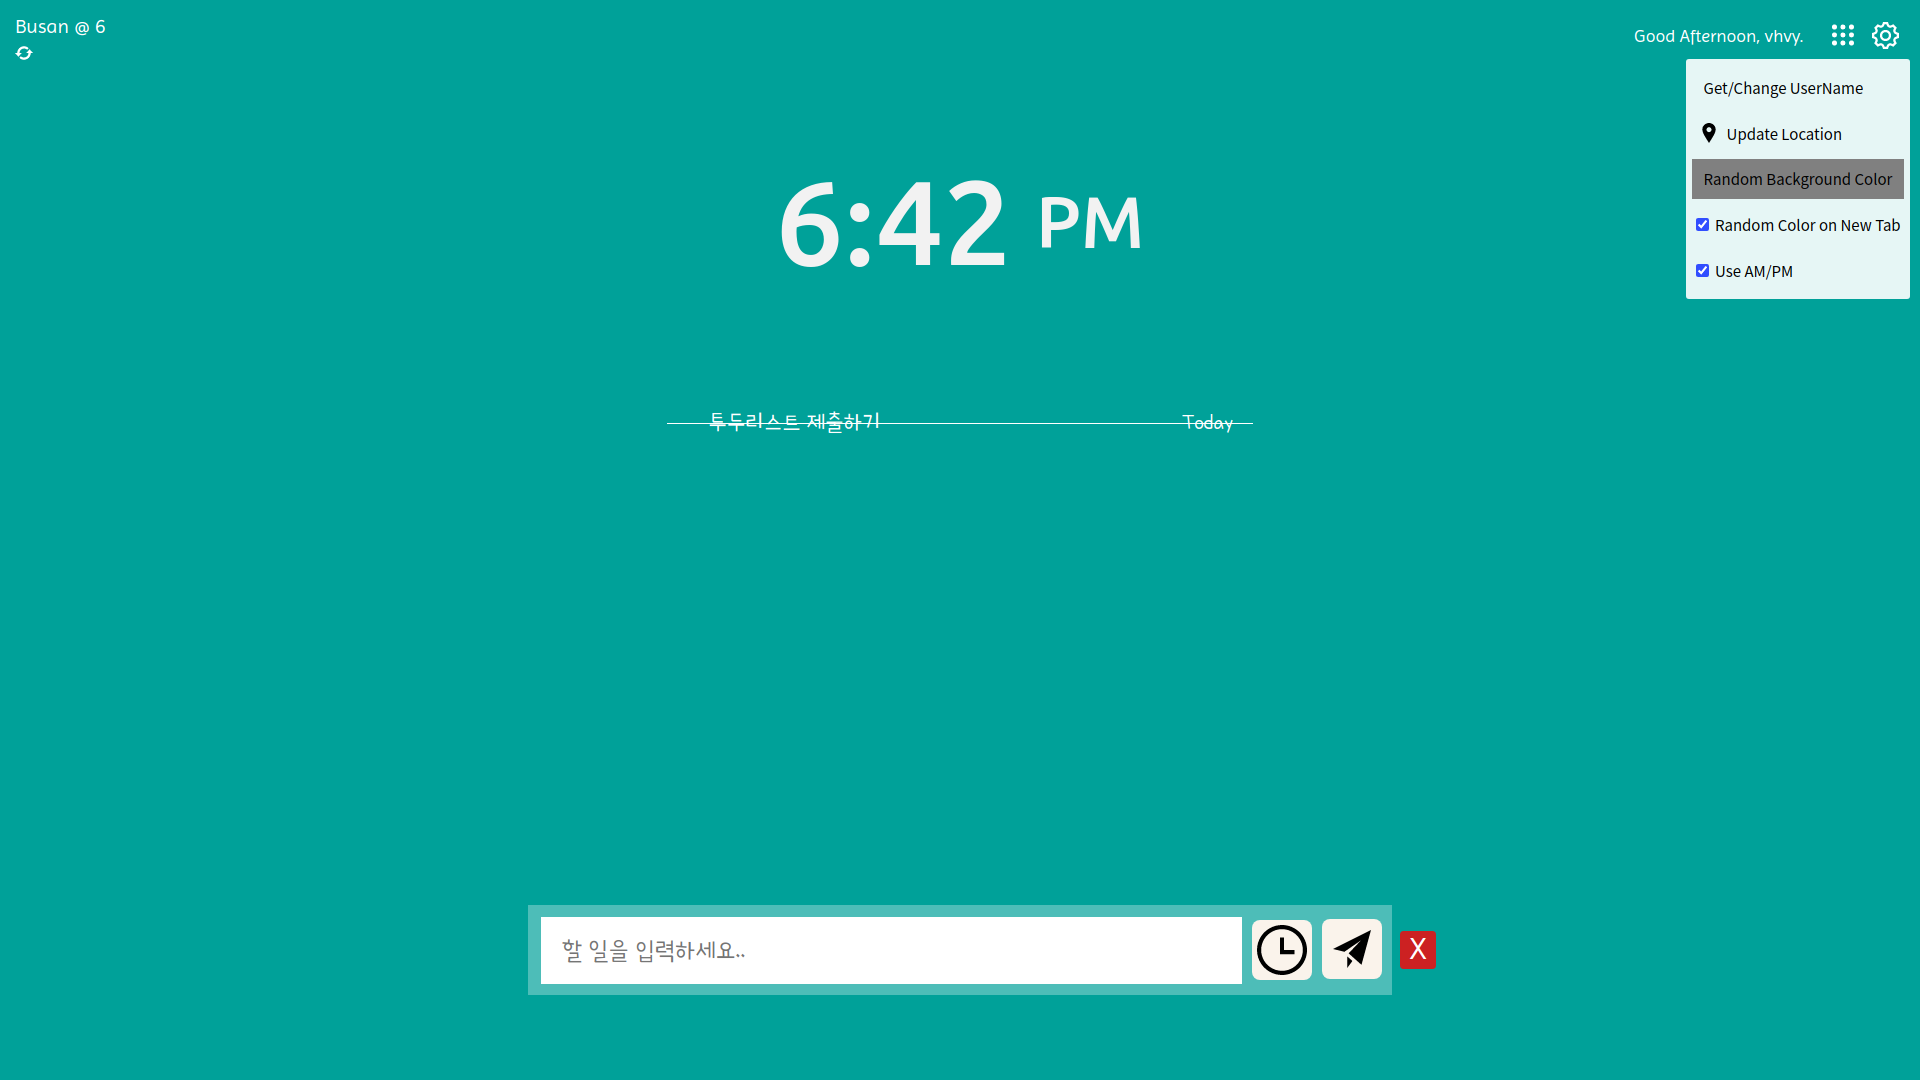 Busan @ 6
Good Afternoon, vhvy.
Get/Change UserName
Update Location
Random Background Color
Random Color on New Tab
Use AM/PM
6:42 PM
투두리스트 제출하기 Today
할 일을 입력하세요..
X